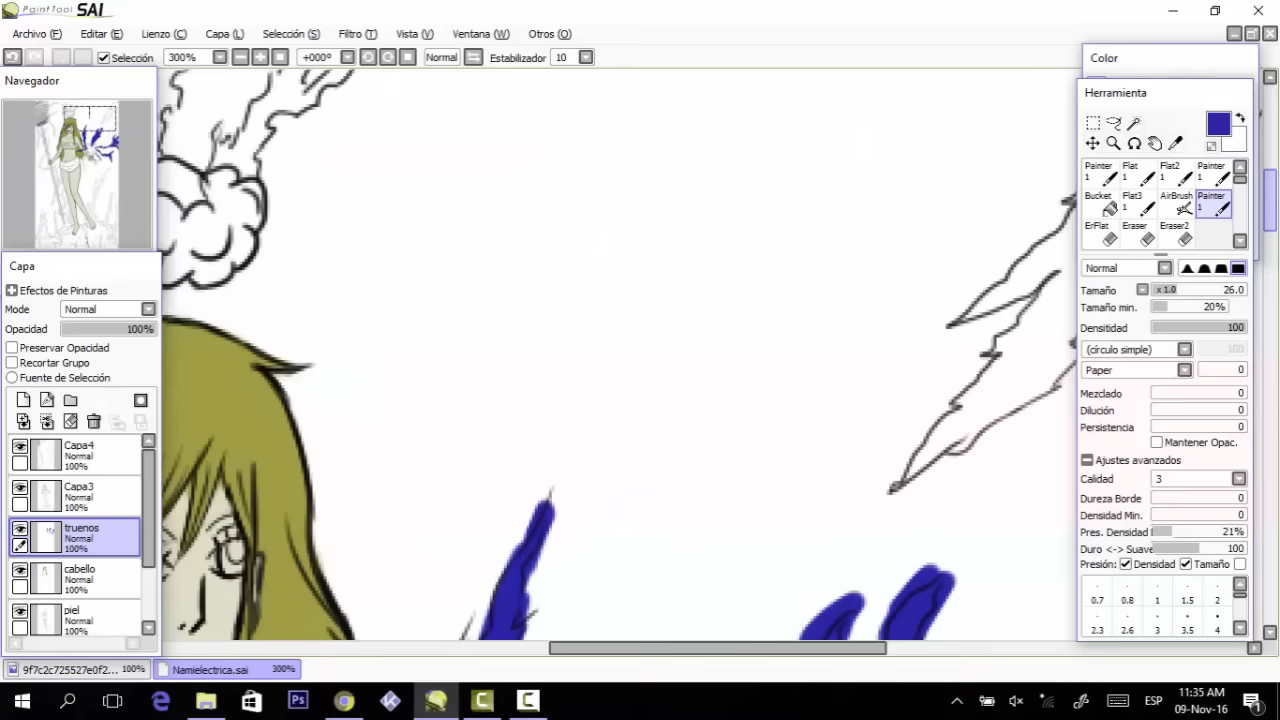 PaintTool SAI
Archivo (F) Editar (E) Lienzo (C) Capa (L) Selección (S) Filtro (T) Vista (V) Ventana (W) Otros (O)
Selección 300% +000º Normal Estabilizador 10
Navegador
Capa
Efectos de Pinturas
Mode Normal
Opacidad 100%
Preservar Opacidad
Recortar Grupo
Fuente de Selección
Capa4
Normal
100%
Capa3
Normal
100%
truenos
Normal
100%
cabello
Normal
100%
piel
Normal
100%
Color
Herramienta
Painter Flat Flat2 Painter
1 1 1 1
Bucket Flat3 AirBrush Painter
1 1
ErFlat Eraser Eraser2
Normal
Tamaño x 1.0 26.0
Tamaño min. 20%
Densitidad 100
(círculo simple) 100
Paper 0
Mezclado 0
Dilución 0
Persistencia 0
Mantener Opac.
Ajustes avanzados
Calidad 3
Dureza Borde 0
Densidad Min. 0
Pres. Densidad 21%
Duro <-> Suave 100
Presión: Densidad Tamaño
0.7 0.8 1 1.5 2
2.3 2.6 3 3.5 4
9f7c2c725527e0f2... 100% Namielectrica.sai 300%
ESP
11:35 AM
09-Nov-16